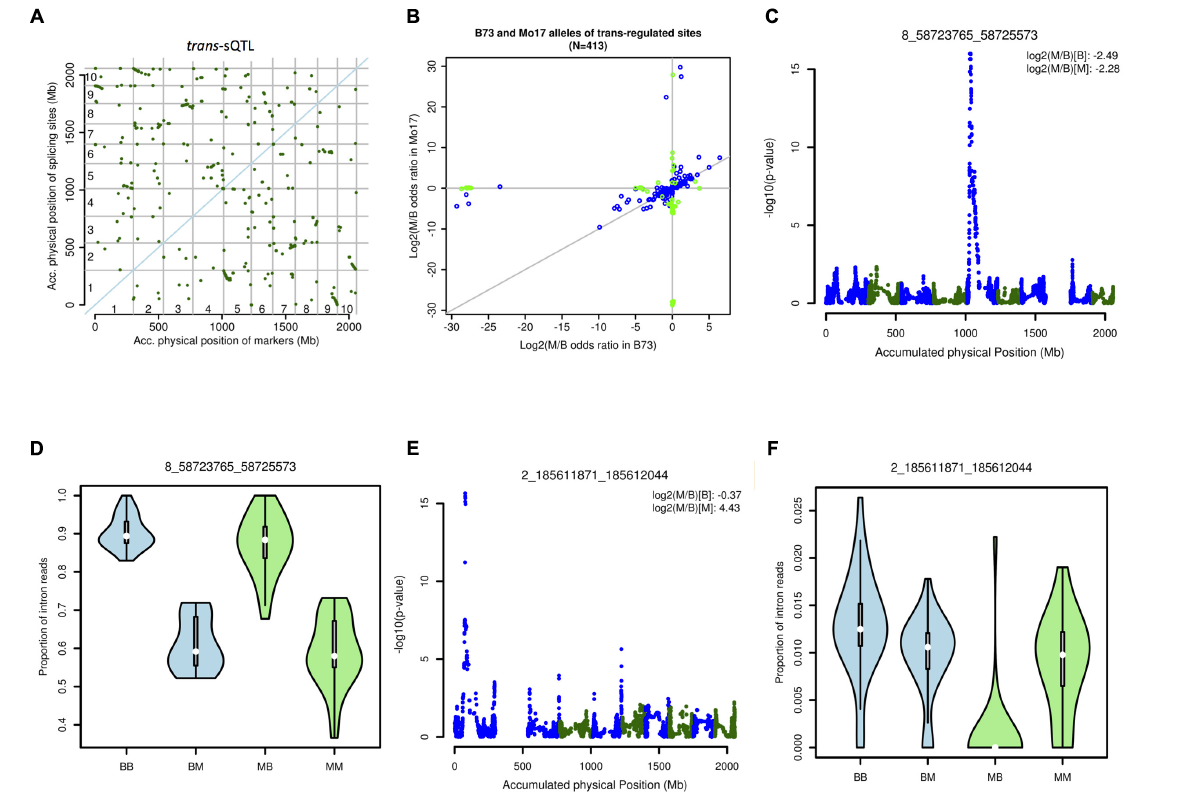 A
trans-sQTL
Acc. physical position of splicing sites (Mb)
2000
1500
1000
500
0
10
9
8
7
6
5
4
3
2
1
1 2 3 4 5 6 7 8 9 10
0 500 1000 1500 2000
Acc. physical position of markers (Mb)
B
B73 and Mo17 alleles of trans-regulated sites
(N=413)
Log2(M/B odds ratio in Mo17)
30
20
10
0
-10
-20
-30
-30 -25 -20 -15 -10 -5 0 5
Log2(M/B odds ratio in B73)
C
8_58723765_58725573
log2(M/B)[B]: -2.49
log2(M/B)[M]: -2.28
-log10(p-value)
15
10
5
0
0 500 1000 1500 2000
Accumulated physical Position (Mb)
D
8_58723765_58725573
Proportion of intron reads
1.0
0.9
0.8
0.7
0.6
0.5
0.4
BB BM MB MM
E
2_185611871_185612044
log2(M/B)[B]: -0.37
log2(M/B)[M]: 4.43
-log10(p-value)
15
10
5
0
0 500 1000 1500 2000
Accumulated physical Position (Mb)
F
2_185611871_185612044
Proportion of intron reads
0.025
0.020
0.015
0.010
0.005
0.000
BB BM MB MM